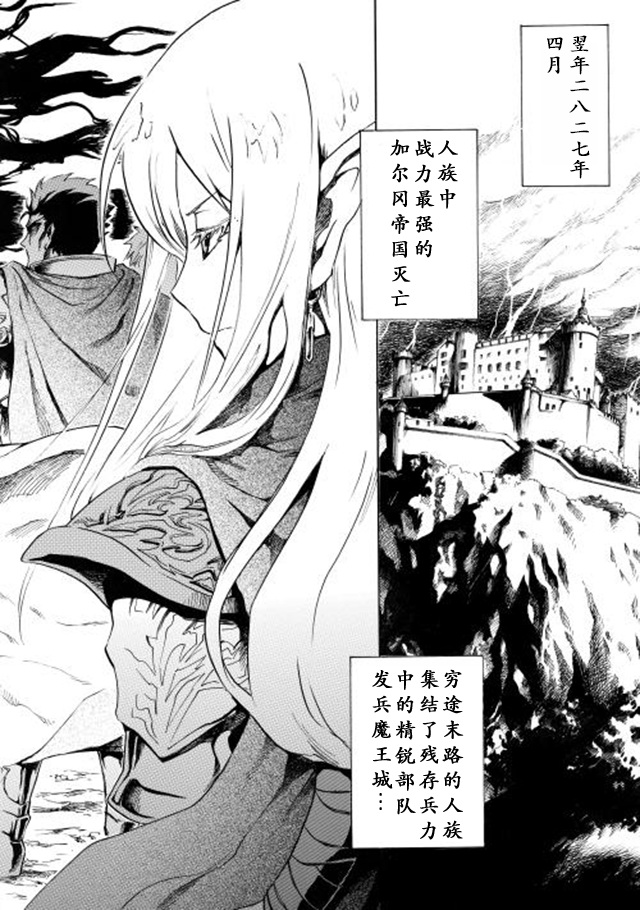 翌年二八二七年
四月
人族中
战力最强的
加尔冈帝国灭亡
穷途末路的人族
集结了残存兵力
中的精锐部队
发兵魔王城…